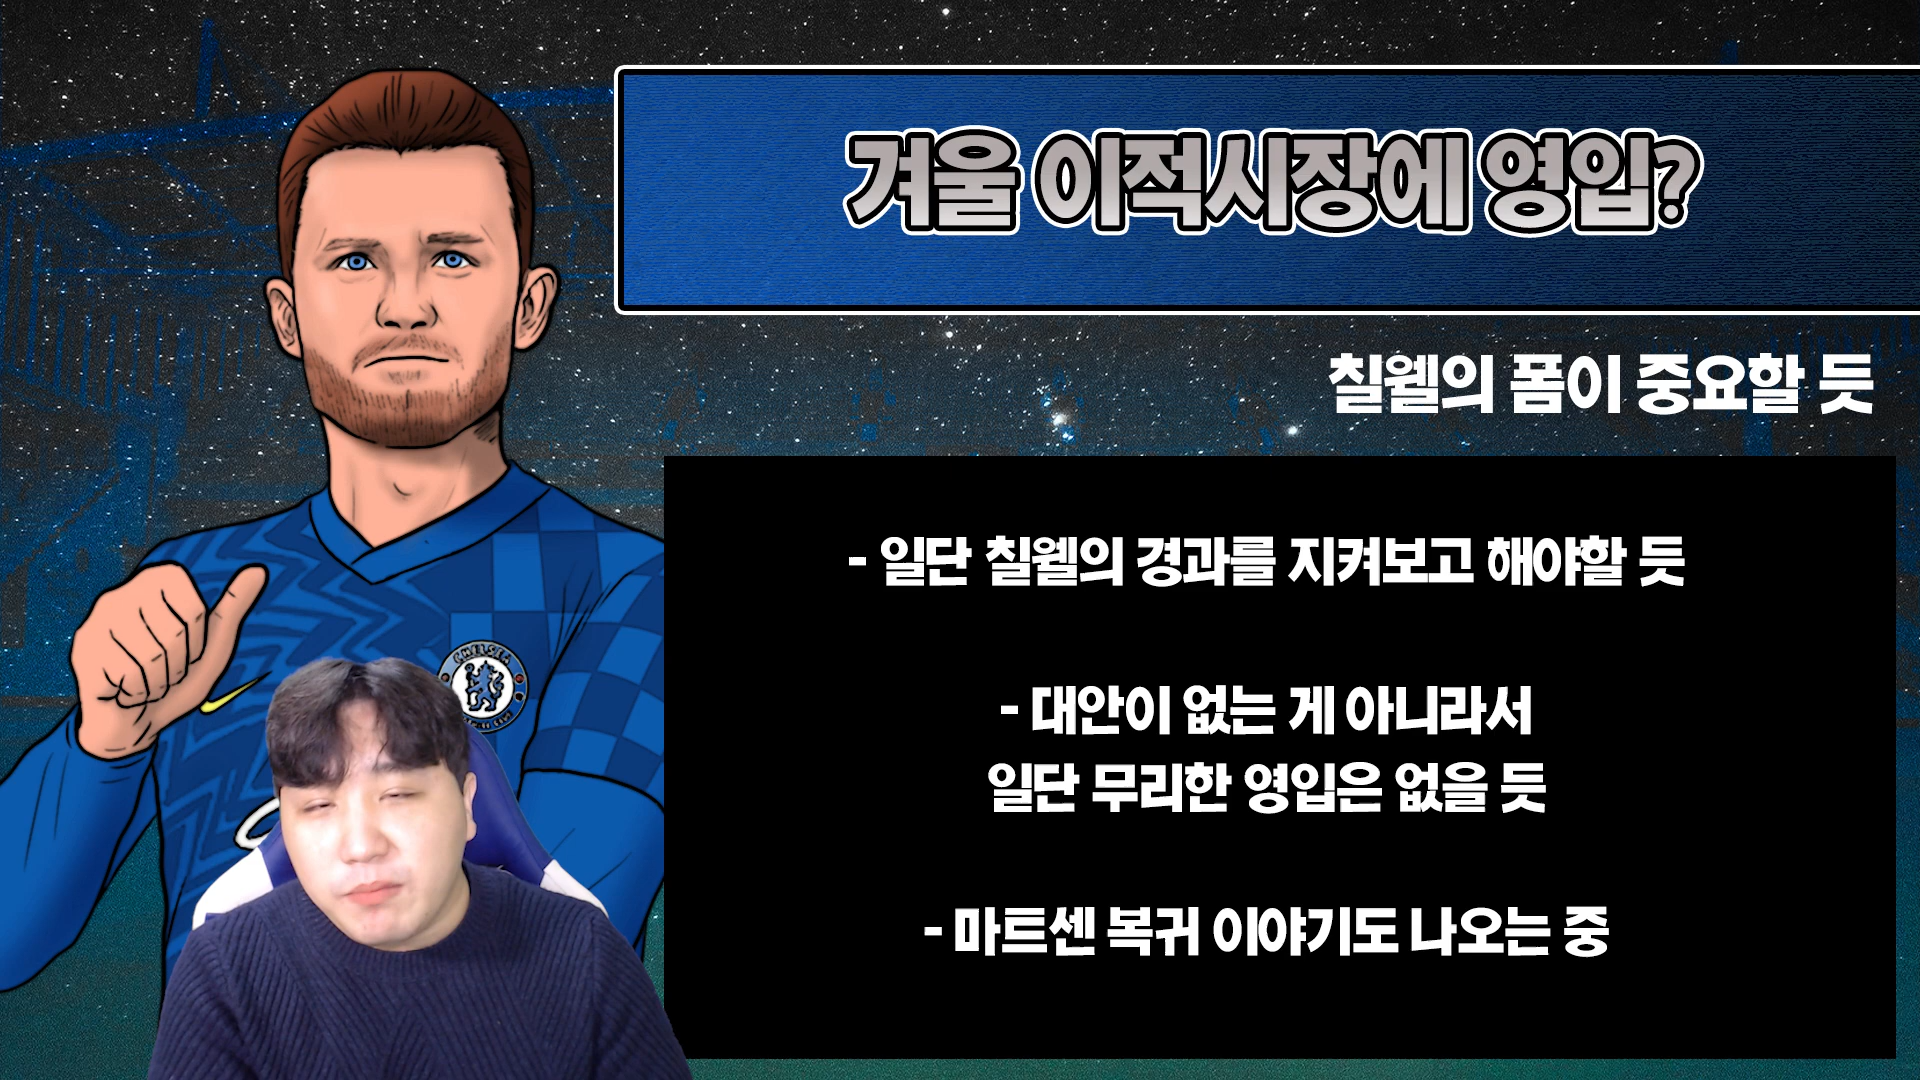 겨울 이적시장에 영입?
칠웰의 폼이 중요할 듯
- 일단 칠웰의 경과를 지켜보고 해야할 듯
- 대안이 없는 게 아니라서
일단 무리한 영입은 없을 듯
- 마트센 복귀 이야기도 나오는 중
CHELSEA